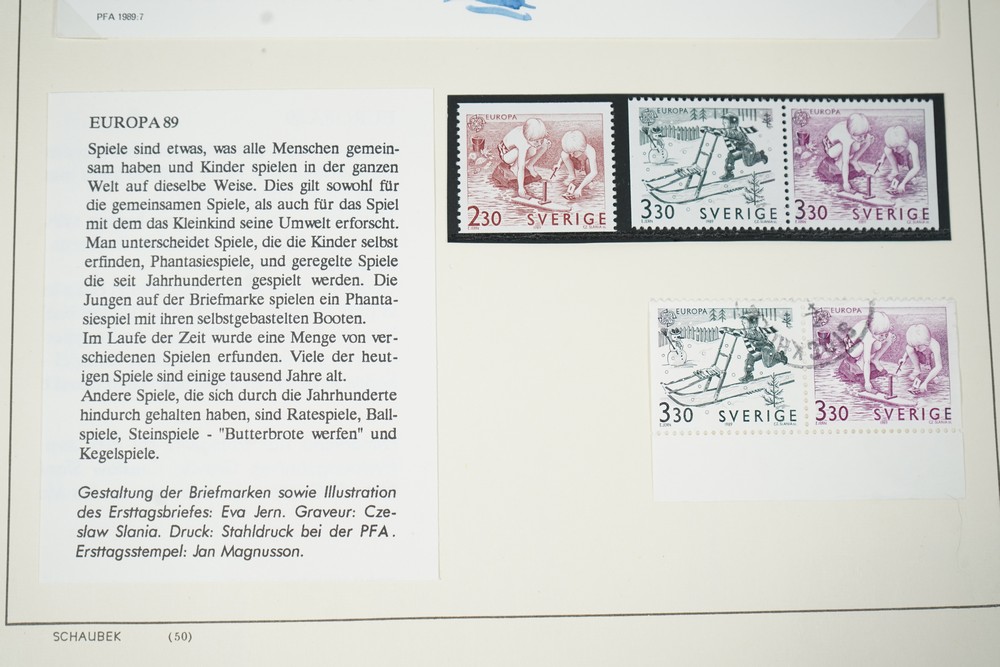 PFA 1989:7
EUROPA 89
Spiele sind etwas, was alle Menschen gemein-
sam haben und Kinder spielen in der ganzen
Welt auf dieselbe Weise. Dies gilt sowohl für
die gemeinsamen Spiele, als auch für das Spiel
mit dem das Kleinkind seine Umwelt erforscht.
Man unterscheidet Spiele, die die Kinder selbst
erfinden, Phantasiespiele, und geregelte Spiele
die seit Jahrhunderten gespielt werden. Die
Jungen auf der Briefmarke spielen ein Phanta-
siespiel mit ihren selbstgebastelten Booten.
Im Laufe der Zeit wurde eine Menge von ver-
schiedenen Spielen erfunden. Viele der heut-
igen Spiele sind einige tausend Jahre alt.
Andere Spiele, die sich durch die Jahrhunderte
hindurch gehalten haben, sind Ratespiele, Ball-
spiele, Steinspiele - "Butterbrote werfen" und
Kegelspiele.
Gestaltung der Briefmarken sowie Illustration
des Ersttagsbriefes: Eva Jern. Graveur: Cze-
slaw Slania. Druck: Stahldruck bei der PFA.
Ersttagsstempel: Jan Magnusson.
EUROPA
2.30 SVERIGE
EUROPA
3.30 SVERIGE
EUROPA
3.30 SVERIGE
EUROPA
3.30 SVERIGE
EUROPA
3.30 SVERIGE
SCHAUBEK (50)